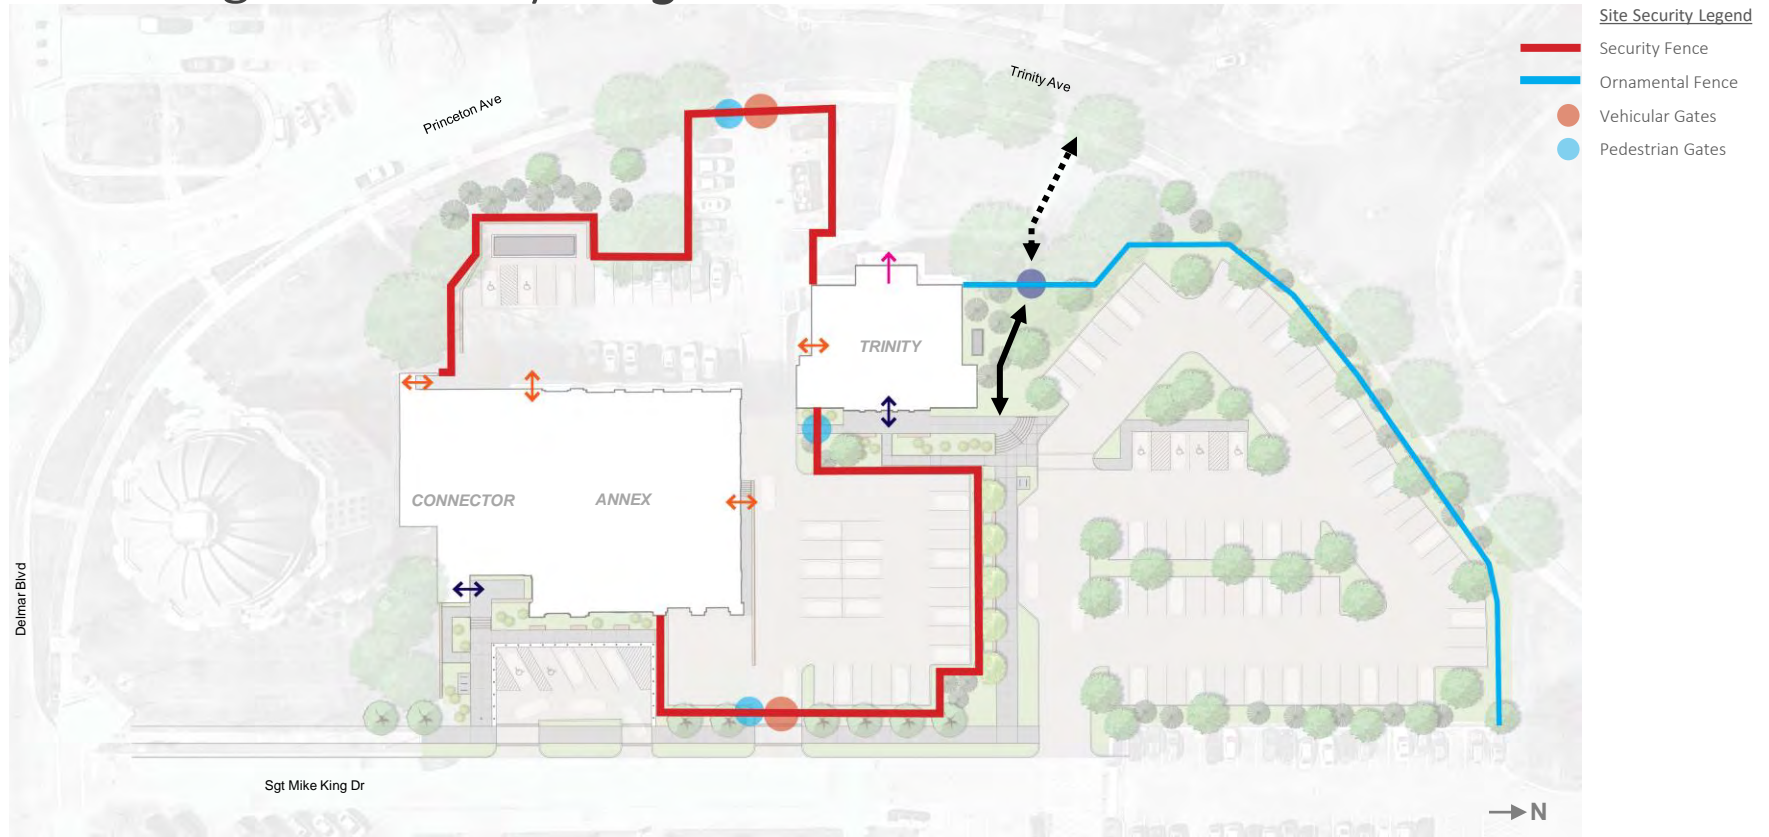 Site Security Legend
Security Fence
Ornamental Fence
Vehicular Gates
Pedestrian Gates
Trinity Ave
Princeton Ave
TRINITY
CONNECTOR
ANNEX
Delmar Blvd
Sgt Mike King Dr
N